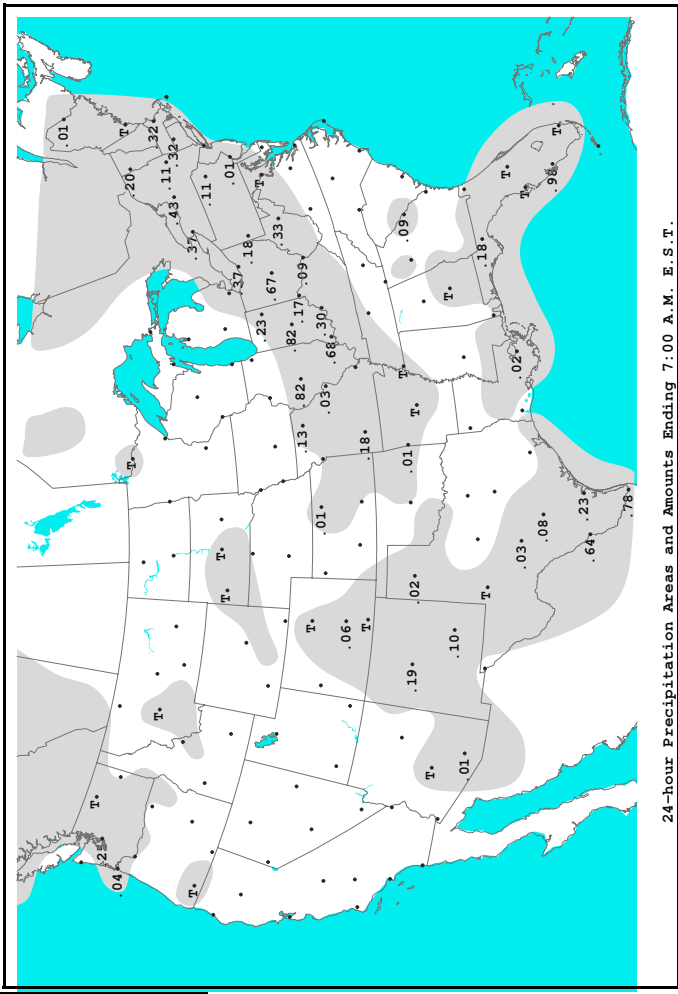 .01
T
.04
T
.20
T
.32
T
.11
.32
.43
.37
T
.11
T
T
.01
.37
.18
T
.23
.67
.33
.82
.17
.82
.09
.13
T
.01
.30
.03
.68
.06
.18
T
T
.09
.01
.19
.02
T
T
T
.10
.01
.18
T
T
.02
.03
T
.08
.98
T
.23
.64
.78
24-hour Precipitation Areas and Amounts Ending 7:00 A.M. E.S.T.